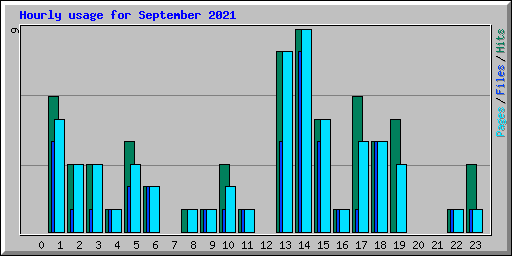 Hourly usage for September 2021
9
Pages/Files/Hits
0 1 2 3 4 5 6 7 8 9 10 11 12 13 14 15 16 17 18 19 20 21 22 23